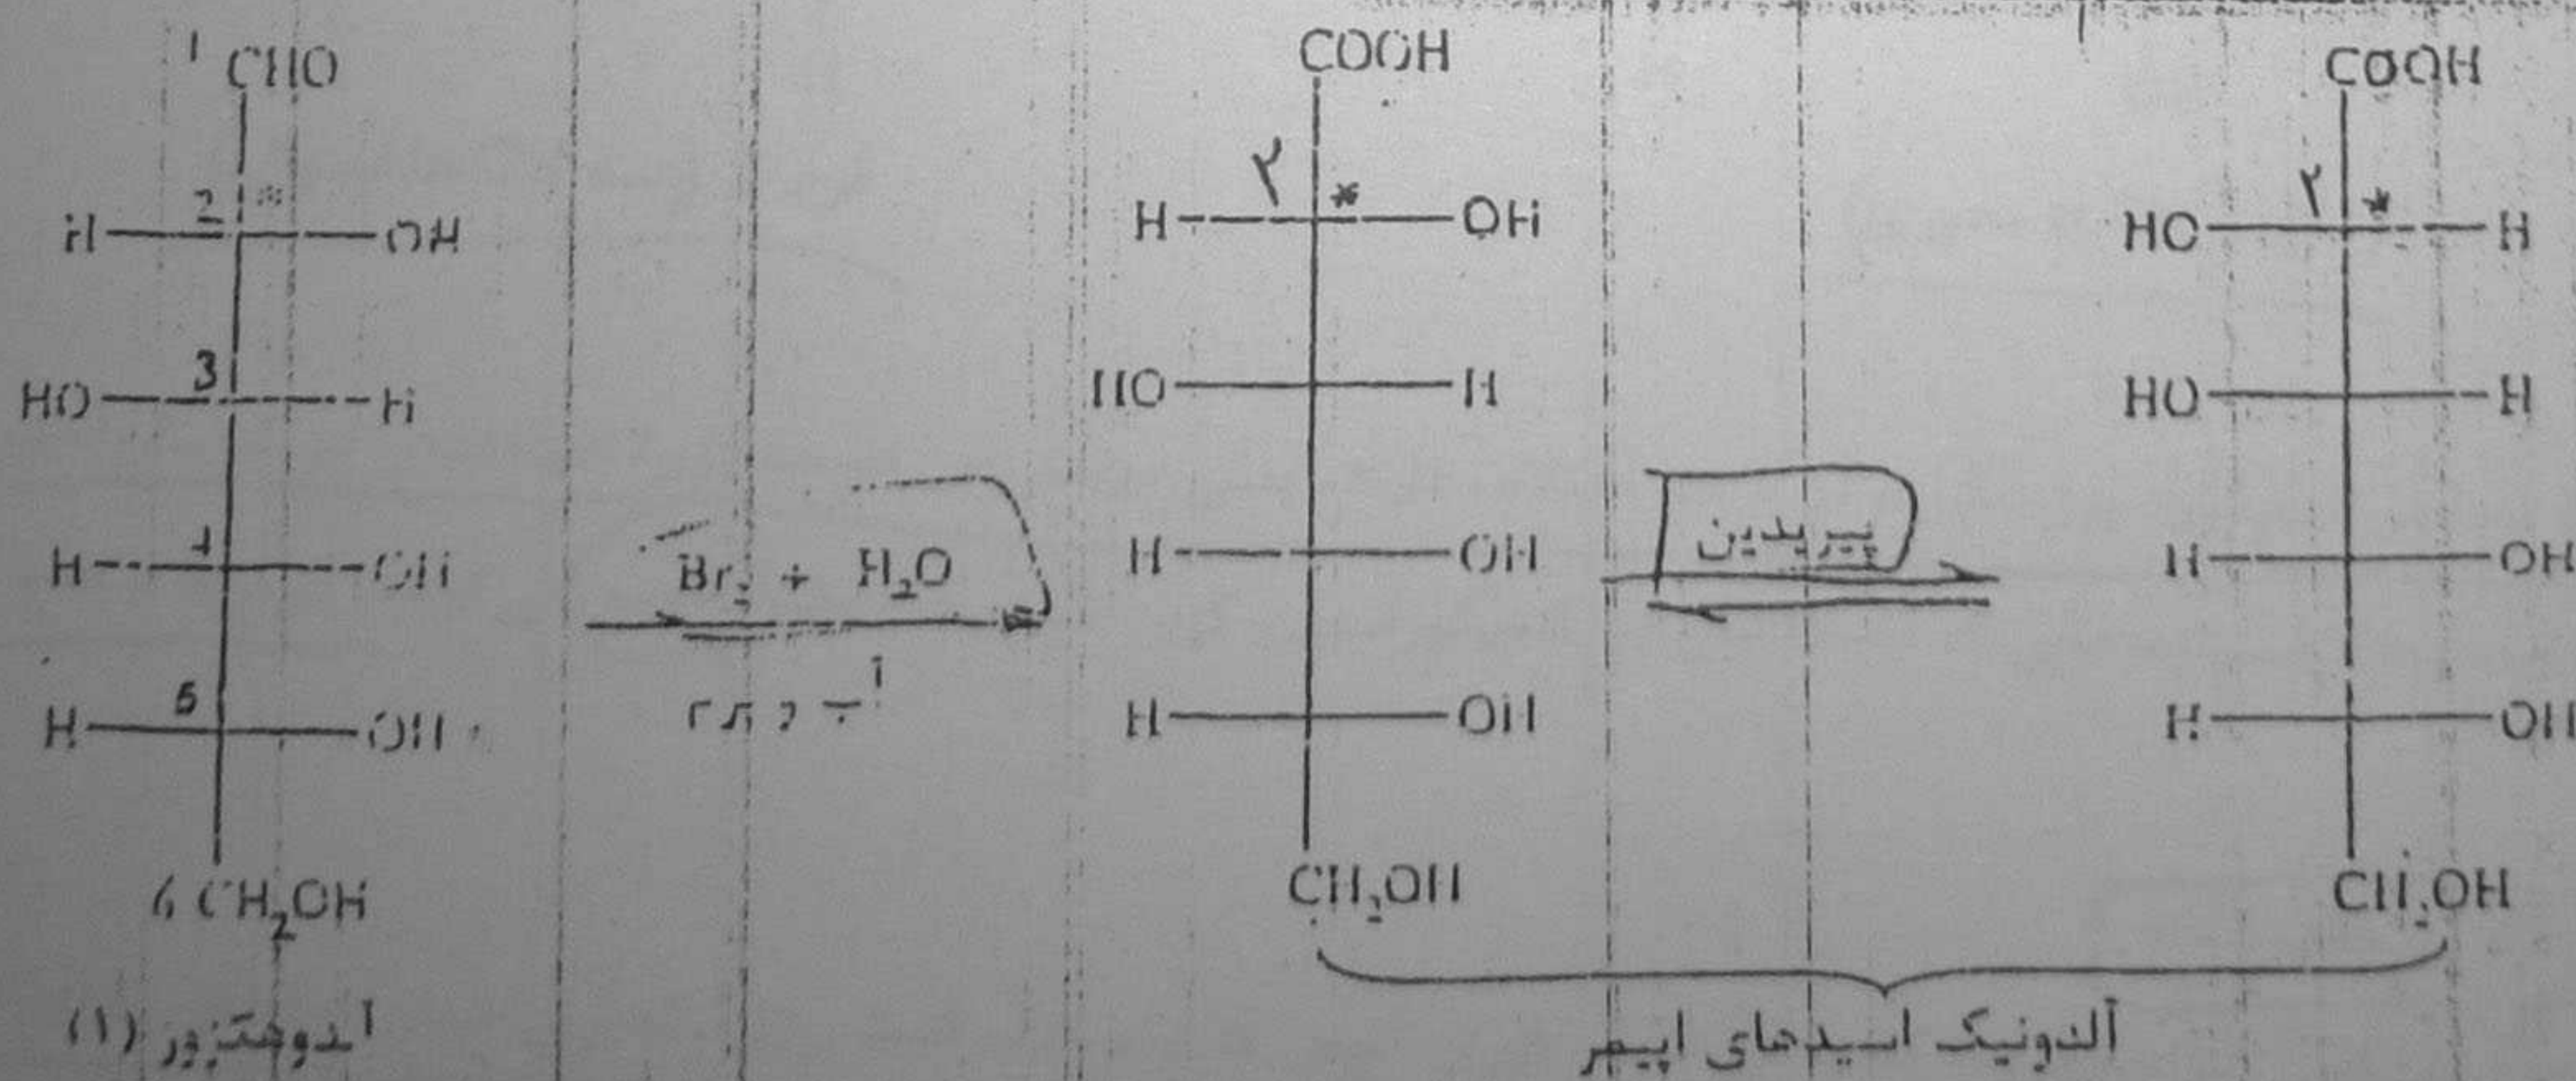 1 CHO
2 *
H OH
3
HO H
4
H OH
5
H OH
6 CH₂OH
آلدوهگزوز (۱)
Br₂ + H₂O
COOH
۲ *
H OH
HO H
H OH
H OH
CH₂OH
پیریدین
COOH
۲ *
HO H
HO H
H OH
H OH
CH₂OH
آلدونیک اسیدهای اپیمر